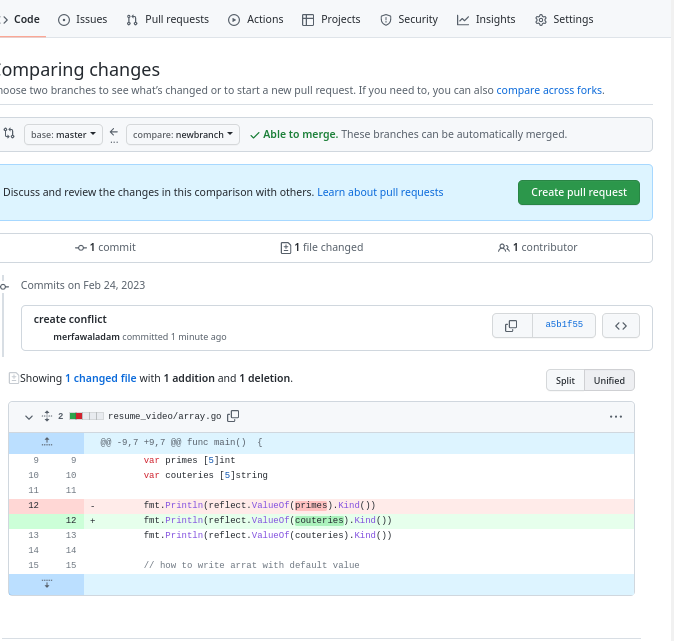 Code Issues Pull requests Actions Projects Security Insights Settings
omparing changes
oose two branches to see what's changed or to start a new pull request. If you need to, you can also compare across forks.
base: master ← compare: newbranch ✓ Able to merge. These branches can be automatically merged.
...
Discuss and review the changes in this comparison with others. Learn about pull requests Create pull request
1 commit 1 file changed 1 contributor
Commits on Feb 24, 2023
create conflict
merfawaladam committed 1 minute ago a5b1f55 <>
Showing 1 changed file with 1 addition and 1 deletion. Split Unified
2 resume_video/array.go ...
@@ -9,7 +9,7 @@ func main() {
9 9 var primes [5]int
10 10 var couteries [5]string
11 11
12 - fmt.Println(reflect.ValueOf(primes).Kind())
12 + fmt.Println(reflect.ValueOf(couteries).Kind())
13 13 fmt.Println(reflect.ValueOf(couteries).Kind())
14 14
15 15 // how to write arrat with default value